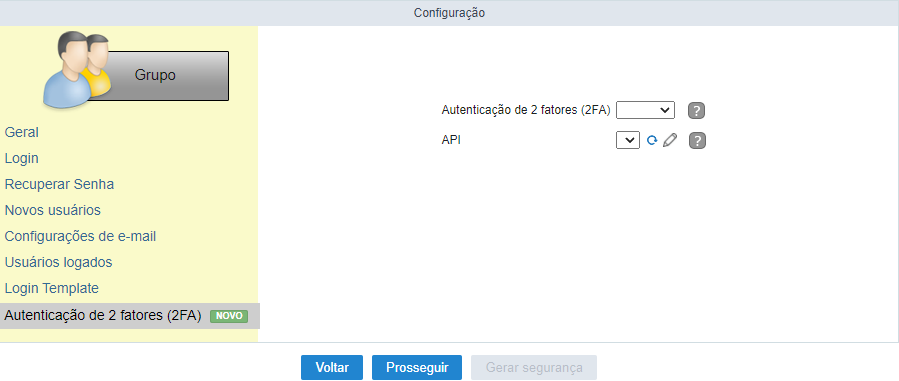 Configuração
Grupo
Geral
Login
Recuperar Senha
Novos usuários
Configurações de e-mail
Usuários logados
Login Template
Autenticação de 2 fatores (2FA) NOVO
Autenticação de 2 fatores (2FA) ?
API ?
Voltar Prosseguir Gerar segurança